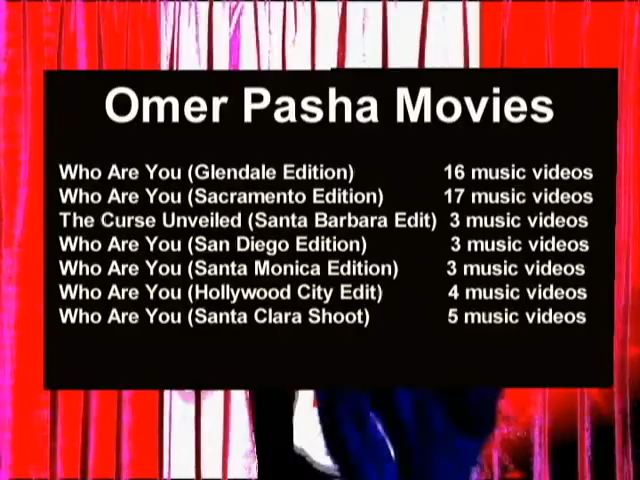 Omer Pasha Movies
Who Are You (Glendale Edition) 16 music videos
Who Are You (Sacramento Edition) 17 music videos
The Curse Unveiled (Santa Barbara Edit) 3 music videos
Who Are You (San Diego Edition) 3 music videos
Who Are You (Santa Monica Edition) 3 music videos
Who Are You (Hollywood City Edit) 4 music videos
Who Are You (Santa Clara Shoot) 5 music videos